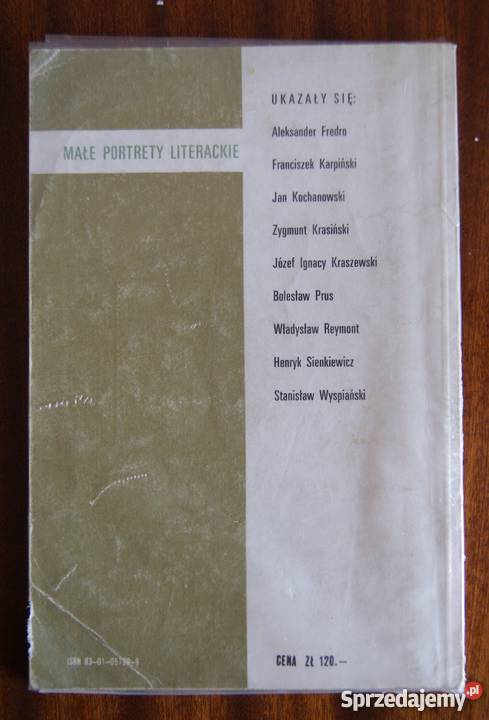 UKAZAŁY SIĘ:
Aleksander Fredro
MAŁE PORTRETY LITERACKIE
Franciszek Karpiński
Jan Kochanowski
Zygmunt Krasiński
Józef Ignacy Kraszewski
Bolesław Prus
Władysław Reymont
Henryk Sienkiewicz
Stanisław Wyspiański
ISBN
CENA ZŁ 120.—
Sprzedajemy.pl